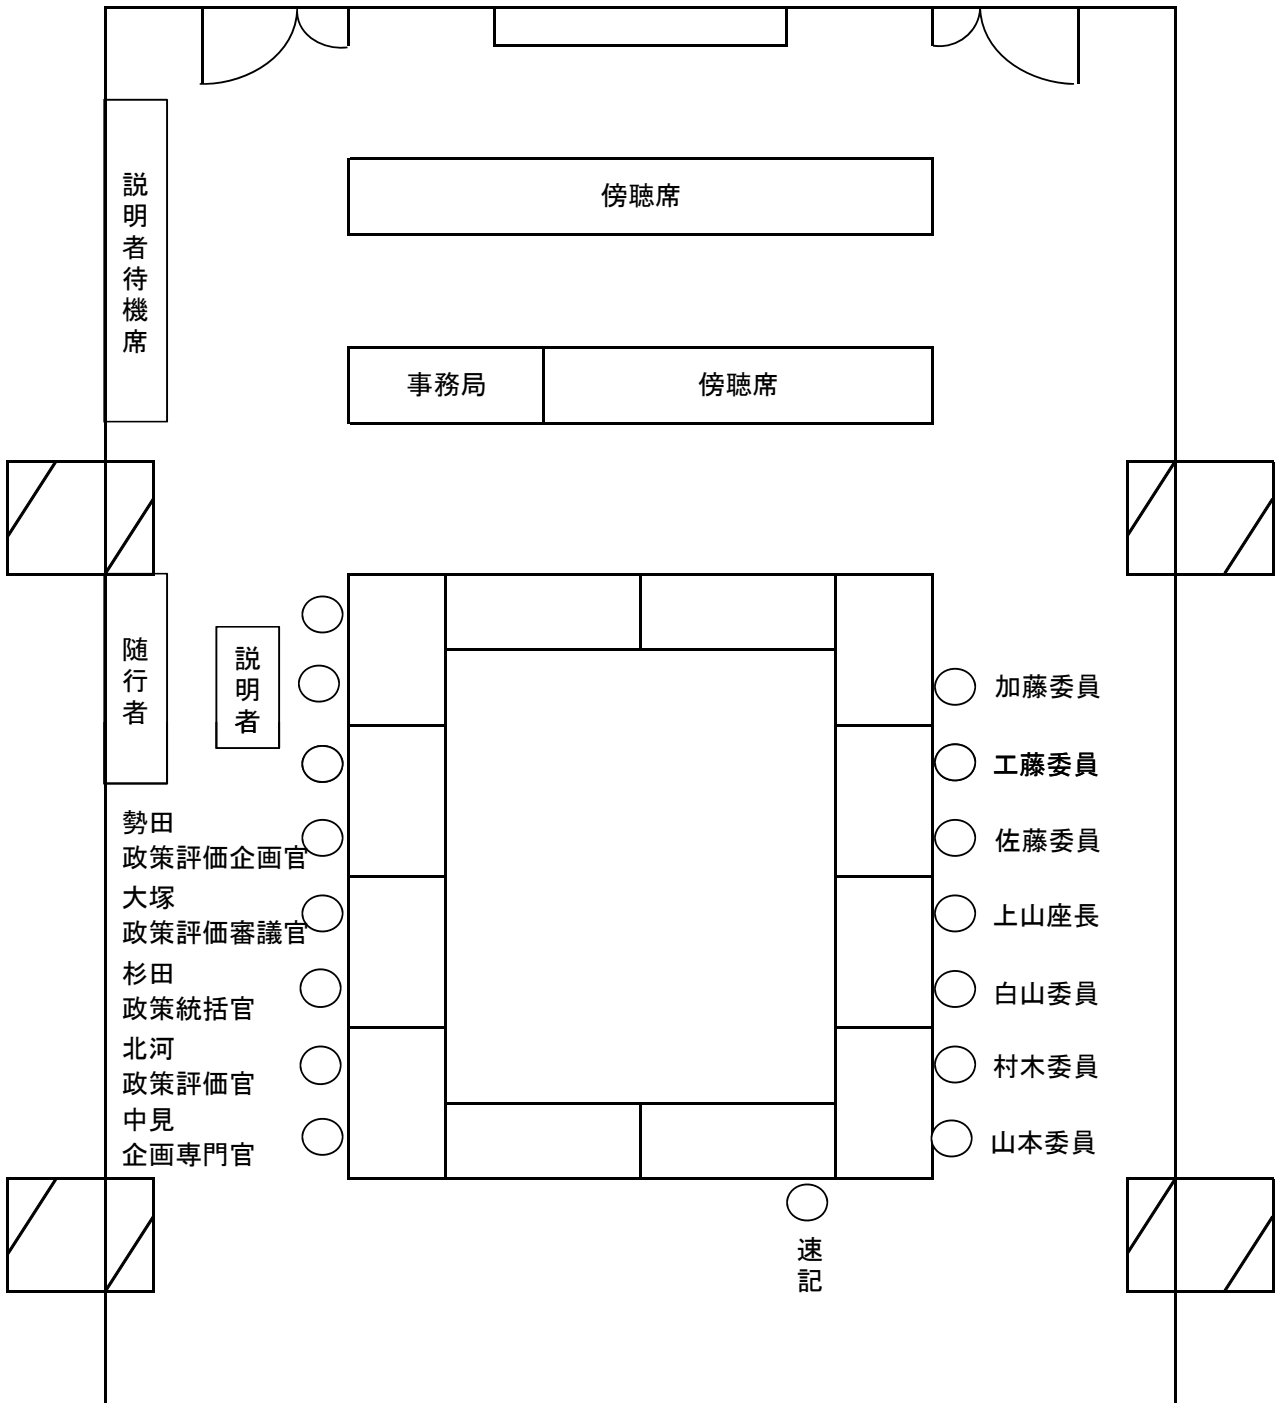 説明者待機席
傍聴席
事務局
傍聴席
随行者
説明者
勢田
政策評価企画官
大塚
政策評価審議官
杉田
政策統括官
北河
政策評価官
中見
企画専門官
加藤委員
工藤委員
佐藤委員
上山座長
白山委員
村木委員
山本委員
速記